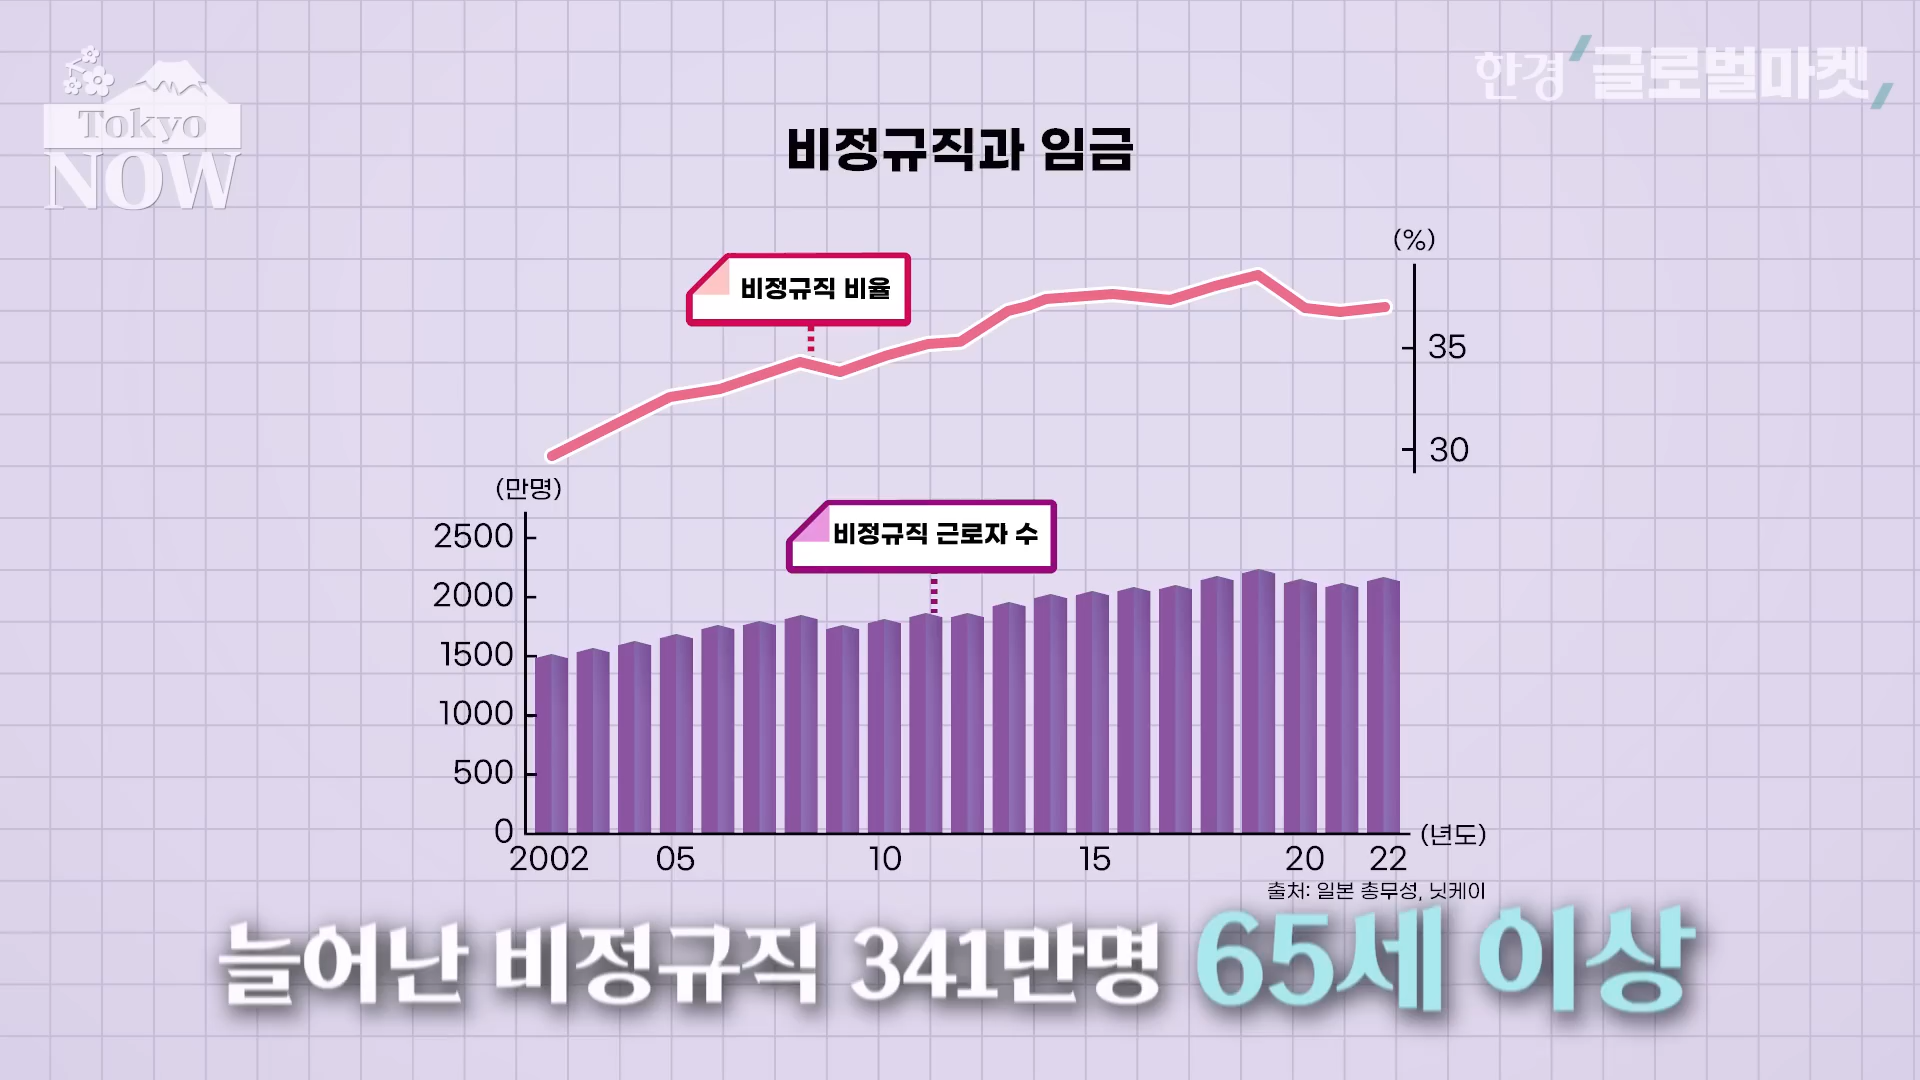 Tokyo
NOW
한경 글로벌마켓
비정규직과 임금
(%)
비정규직 비율
35
30
(만명)
비정규직 근로자 수
2500
2000
1500
1000
500
0
(년도)
2002 05 10 15 20 22
출처: 일본 총무성, 닛케이
늘어난 비정규직 341만명 65세 이상